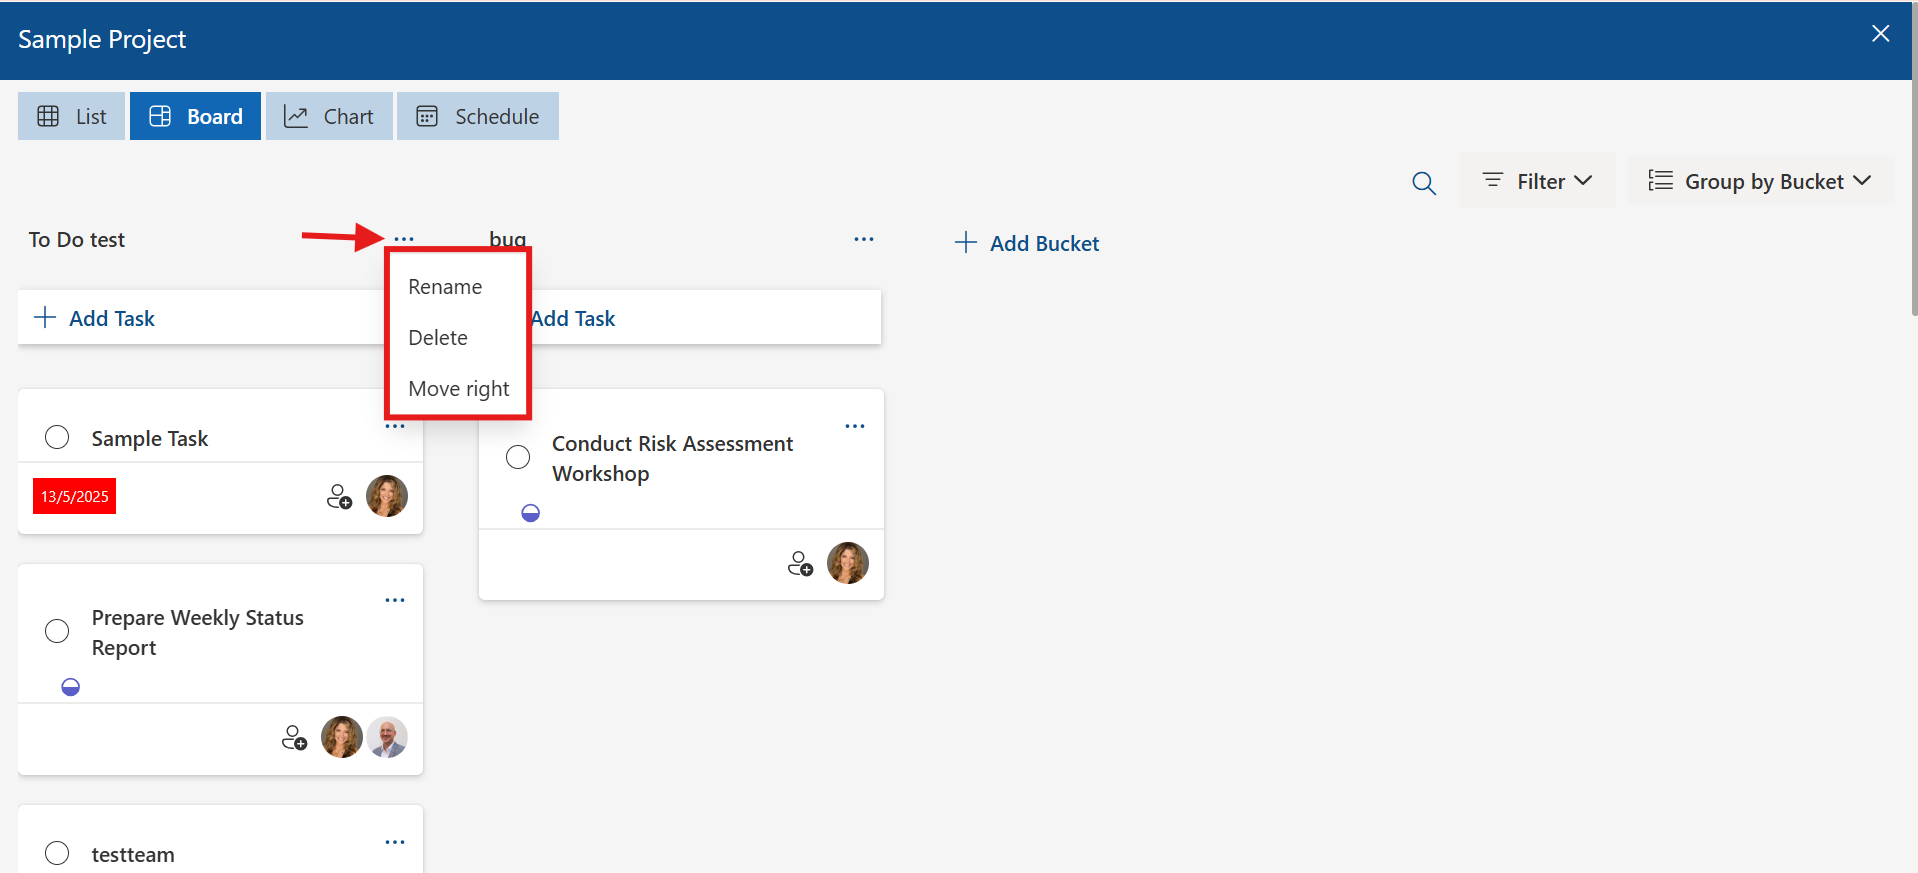 Sample Project
List
Board
Chart
Schedule
Filter
Group by Bucket
To Do test
bug
Add Bucket
Rename
Delete
Move right
Add Task
Add Task
Sample Task
13/5/2025
Conduct Risk Assessment
Workshop
Prepare Weekly Status
Report
testteam